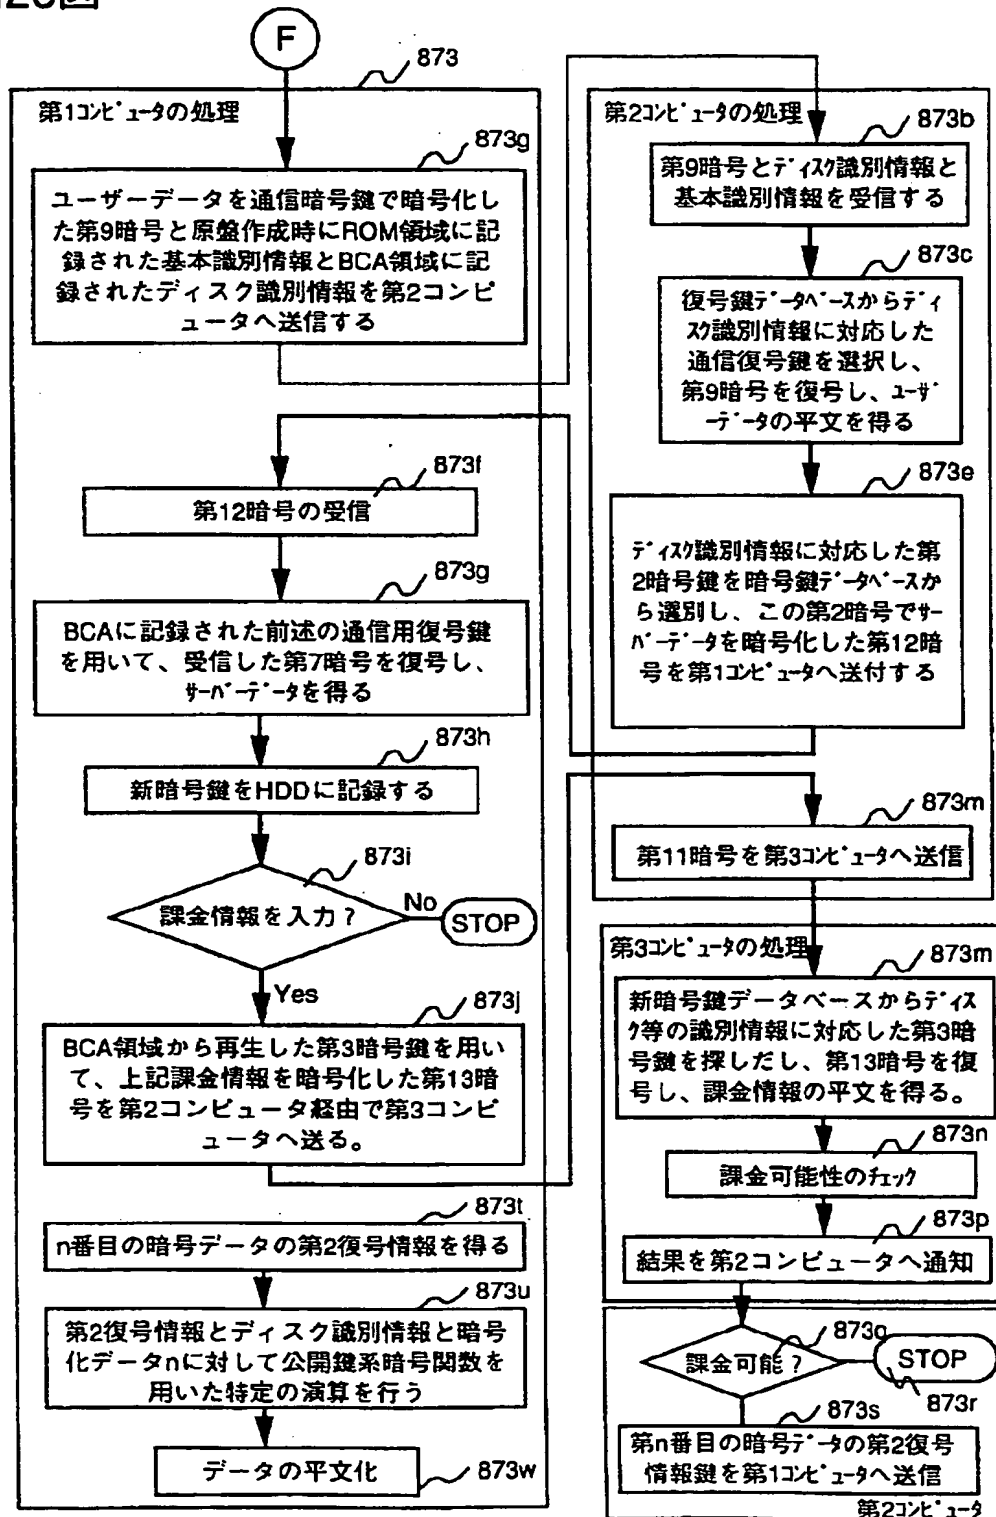 F
873
第1コンピュータの処理
873g
ユーザーデータを通信暗号鍵で暗号化し
た第9暗号と原盤作成時にROM領域に記
録された基本識別情報とBCA領域に記
録されたディスク識別情報を第2コンピ
ュータへ送信する
873f
第12暗号の受信
873g
BCAに記録された前述の通信用復号鍵
を用いて、受信した第7暗号を復号し、
サーバーデータを得る
873h
新暗号鍵をHDDに記録する
873i
課金情報を入力?
No
STOP
Yes
873j
BCA領域から再生した第3暗号鍵を用い
て、上記課金情報を暗号化した第13暗
号を第2コンピュータ経由で第3コンピ
ュータへ送る。
873t
n番目の暗号データの第2復号情報を得る
873u
第2復号情報とディスク識別情報と暗号
化データnに対して公開鍵系暗号関数を
用いた特定の演算を行う
データの平文化
873w
第2コンピュータの処理
873b
第9暗号とディスク識別情報と
基本識別情報を受信する
873c
復号鍵データベースからディ
スク識別情報に対応した
通信復号鍵を選択し、
第9暗号を復号し、ユーザ
ーデータの平文を得る
873e
ディスク識別情報に対応した第
2暗号鍵を暗号鍵データベースか
ら選別し、この第2暗号でサー
バーデータを暗号化した第12暗
号を第1コンピュータへ送付する
873m
第11暗号を第3コンピュータへ送信
第3コンピュータの処理
873m
新暗号鍵データベースからディス
ク等の識別情報に対応した第3暗
号鍵を探しだし、第13暗号を復
号し、課金情報の平文を得る。
873n
課金可能性のチェック
873p
結果を第2コンピュータへ通知
873q
課金可能?
STOP
873r
873s
第n番目の暗号データの第2復号
情報鍵を第1コンピュータへ送信
第2コンピュータ